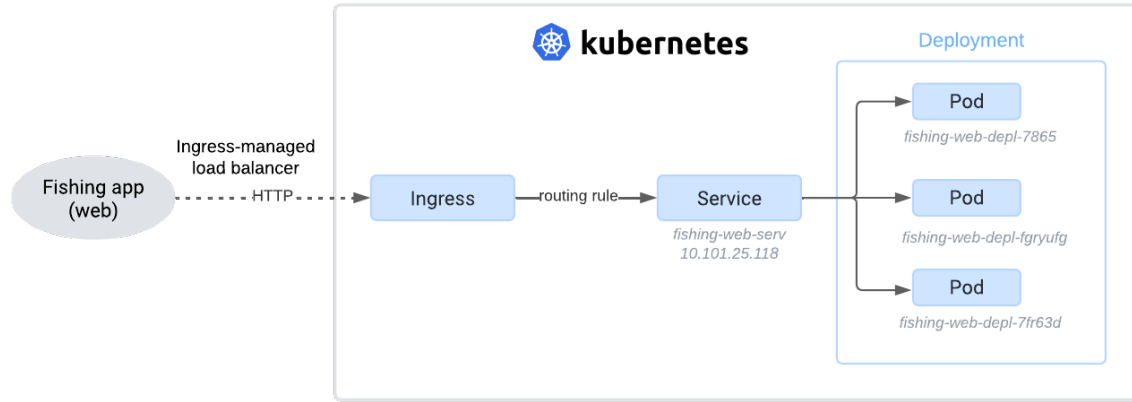 kubernetes
Deployment
Pod
fishing-web-depl-7865
Ingress-managed
load balancer
Fishing app
(web)
HTTP
Ingress
routing rule
Service
fishing-web-serv
10.101.25.118
Pod
fishing-web-depl-fgryufg
Pod
fishing-web-depl-7fr63d